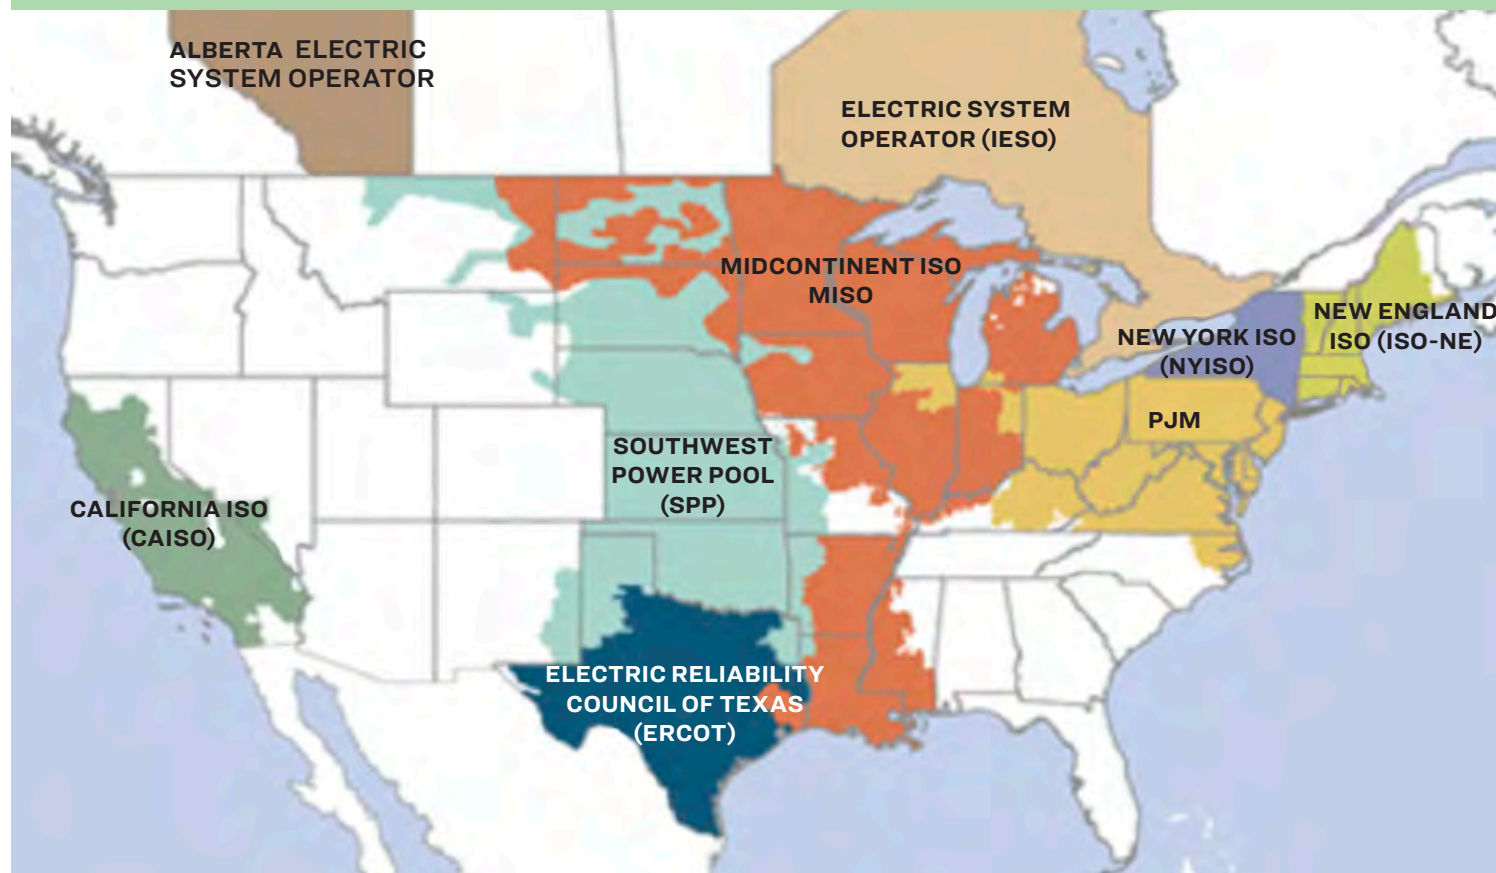 ALBERTA ELECTRIC
SYSTEM OPERATOR
ELECTRIC SYSTEM
OPERATOR (IESO)
MIDCONTINENT ISO
MISO
NEW ENGLAND
ISO (ISO-NE)
NEW YORK ISO
(NYISO)
PJM
SOUTHWEST
POWER POOL
(SPP)
CALIFORNIA ISO
(CAISO)
ELECTRIC RELIABILITY
COUNCIL OF TEXAS
(ERCOT)